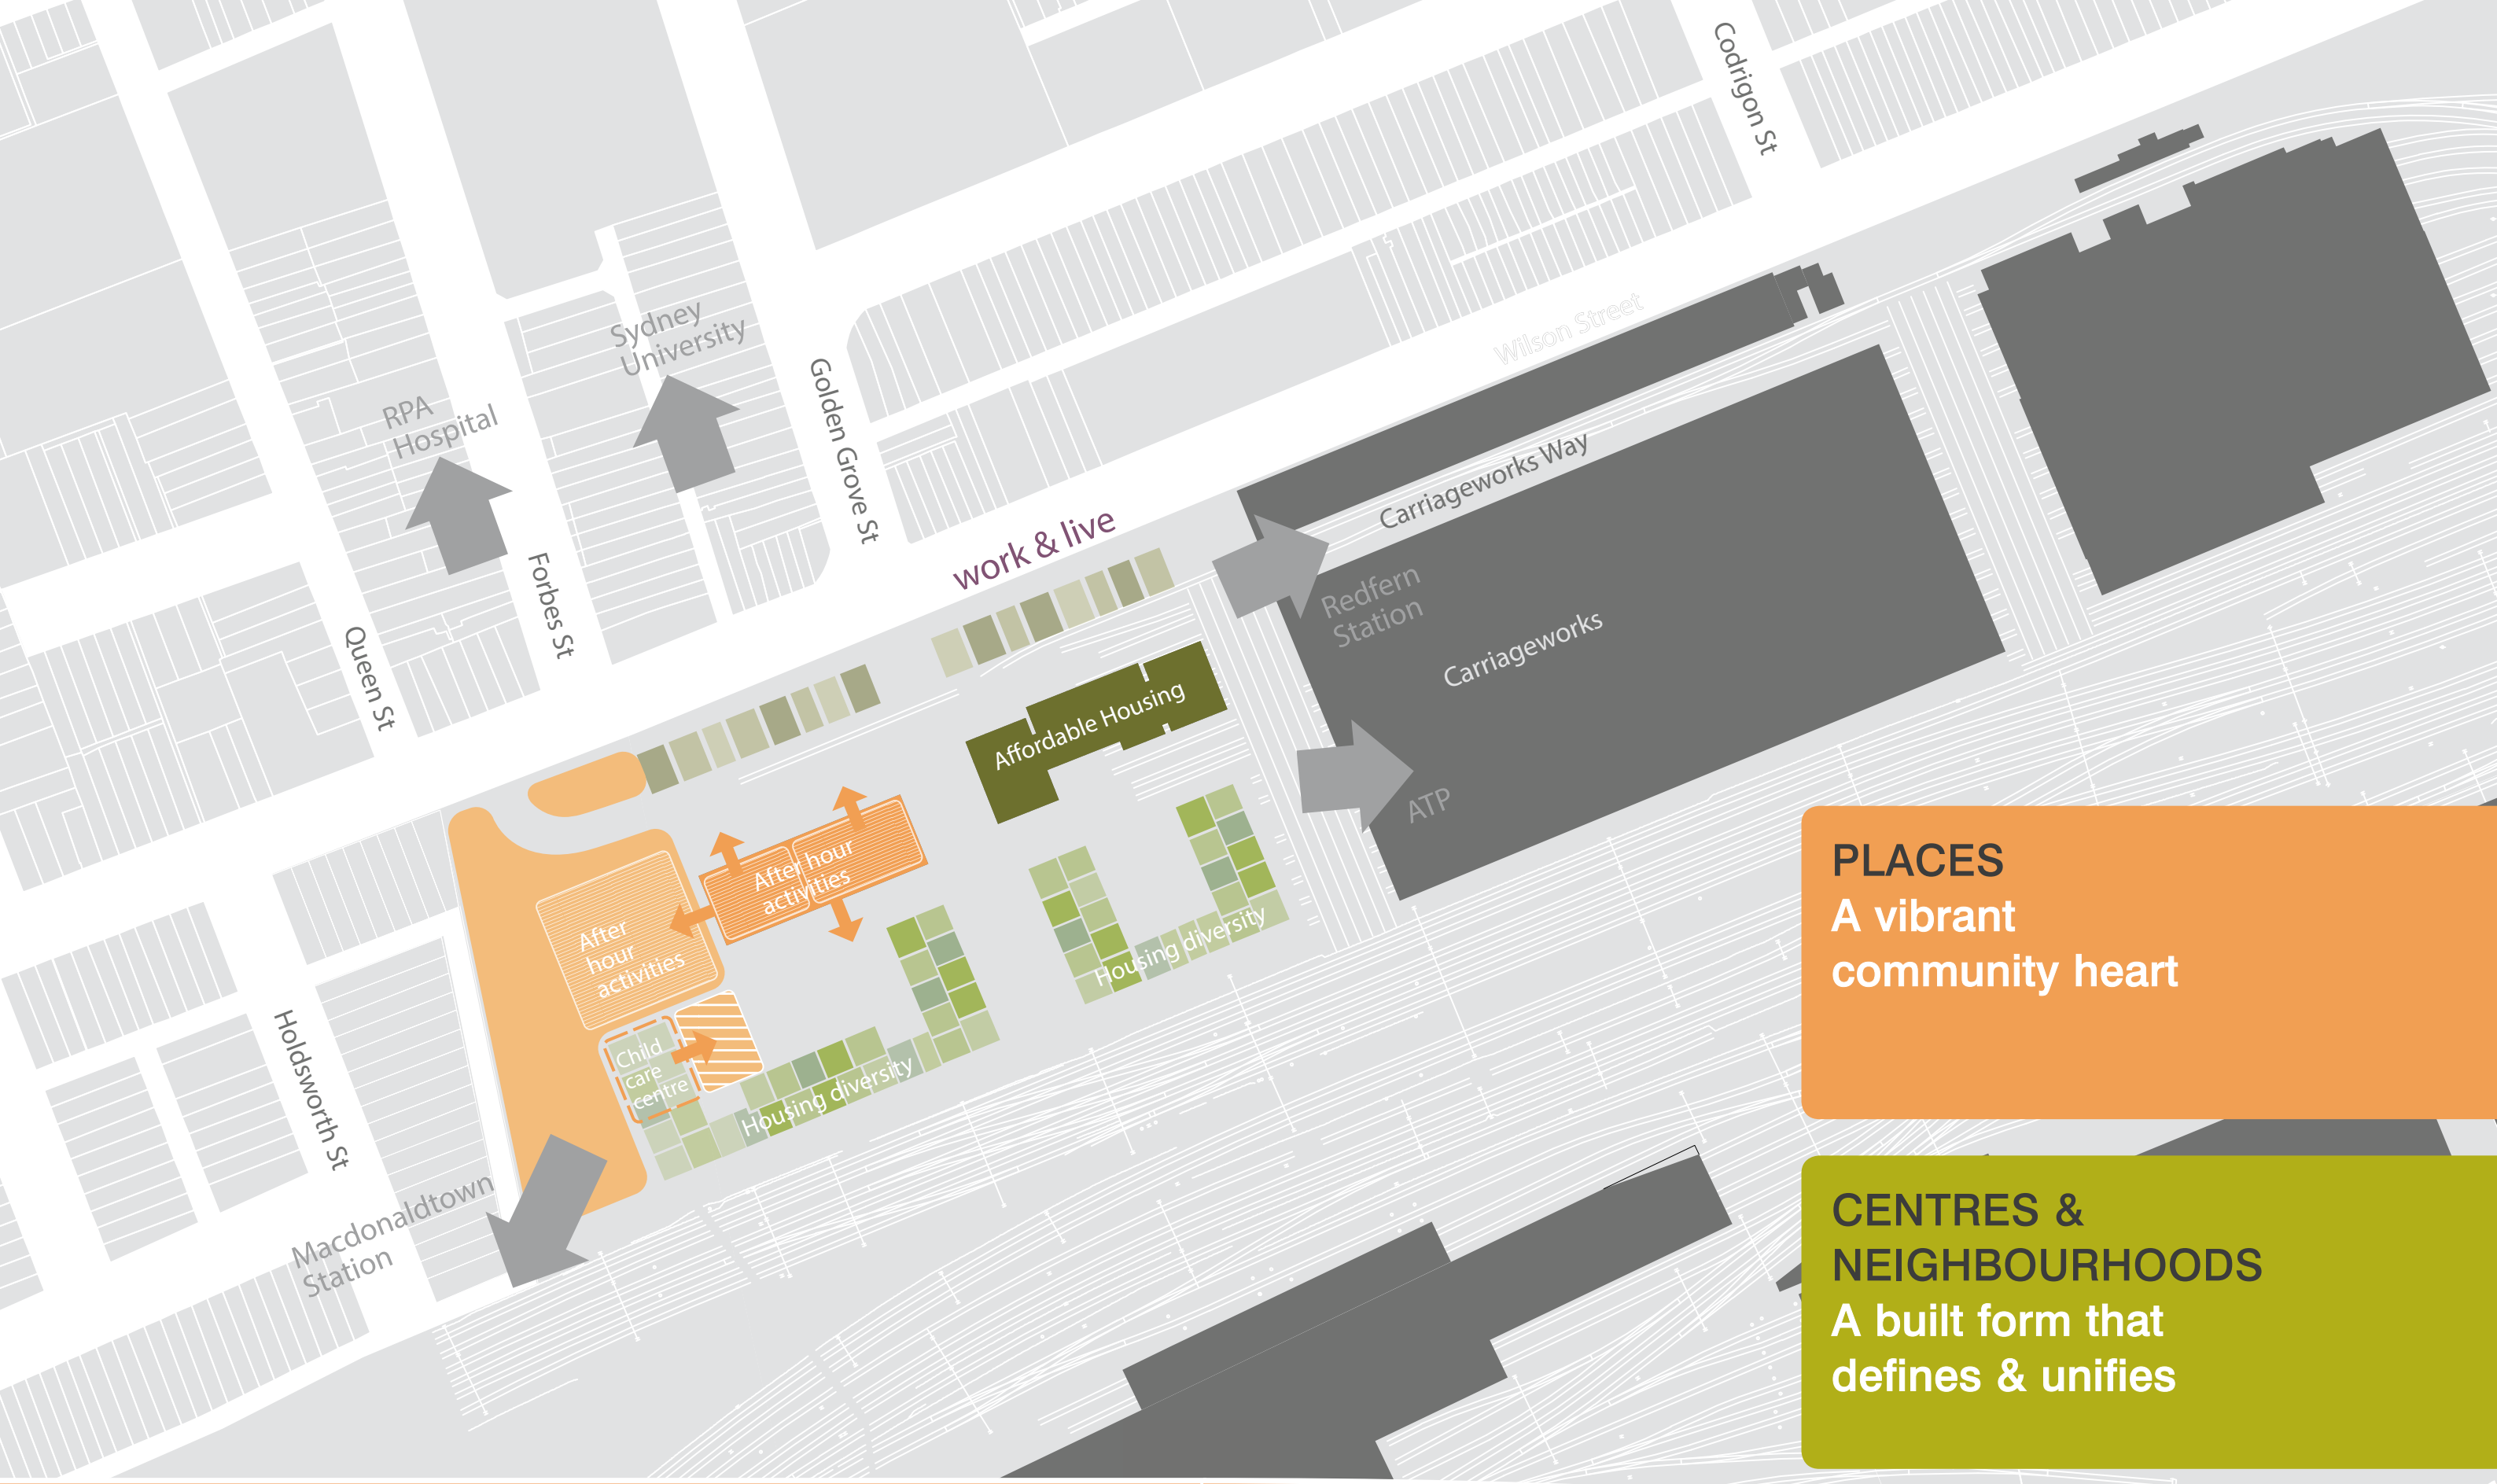 Codrigon St
Sydney
University
Wilson Street
RPA
Hospital
Golden Grove St
Carriageworks Way
work & live
Forbes St
Redfern
Station
Queen St
Carriageworks
Affordable Housing
ATP
After hour
activities
After
hour
activities
Housing diversity
Child
care
centre
Housing diversity
Holdsworth St
Macdonaldtown
Station
PLACES
A vibrant
community heart
CENTRES &
NEIGHBOURHOODS
A built form that
defines & unifies